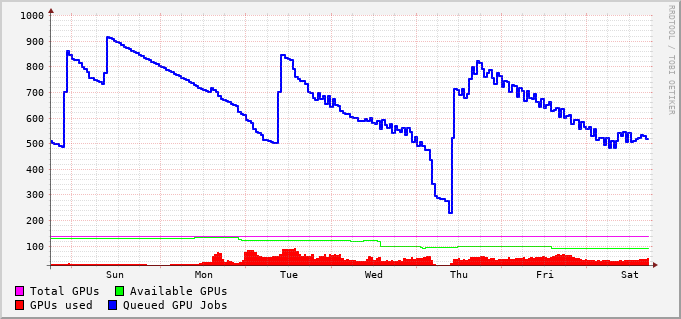 1000
900
800
700
600
500
400
300
200
100
Sun Mon Tue Wed Thu Fri Sat
Total GPUs Available GPUs
GPUs used Queued GPU Jobs
RRDTOOL / TOBI OETIKER